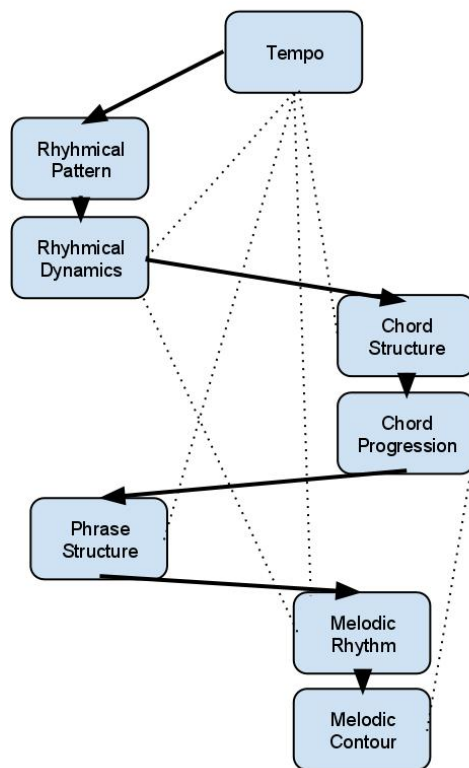 Tempo
Rhyhmical
Pattern
Rhyhmical
Dynamics
Chord
Structure
Chord
Progression
Phrase
Structure
Melodic
Rhythm
Melodic
Contour